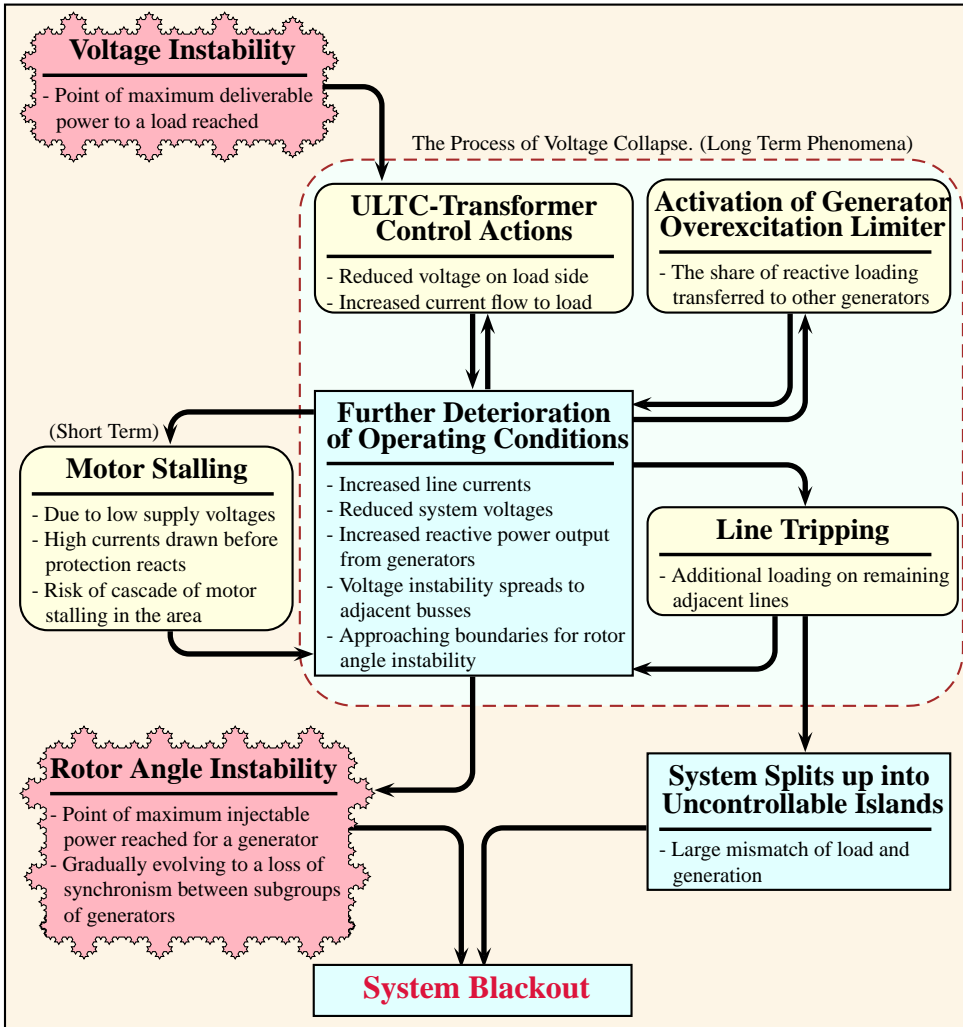 Voltage Instability
- Point of maximum deliverable
power to a load reached
The Process of Voltage Collapse. (Long Term Phenomena)
ULTC-Transformer
Control Actions
- Reduced voltage on load side
- Increased current flow to load
Activation of Generator
Overexcitation Limiter
- The share of reactive loading
transferred to other generators
Further Deterioration
of Operating Conditions
- Increased line currents
- Reduced system voltages
- Increased reactive power output
from generators
- Voltage instability spreads to
adjacent busses
- Approaching boundaries for rotor
angle instability
(Short Term)
Motor Stalling
- Due to low supply voltages
- High currents drawn before
protection reacts
- Risk of cascade of motor
stalling in the area
Line Tripping
- Additional loading on remaining
adjacent lines
Rotor Angle Instability
- Point of maximum injectable
power reached for a generator
- Gradually evolving to a loss of
synchronism between subgroups
of generators
System Splits up into
Uncontrollable Islands
- Large mismatch of load and
generation
System Blackout